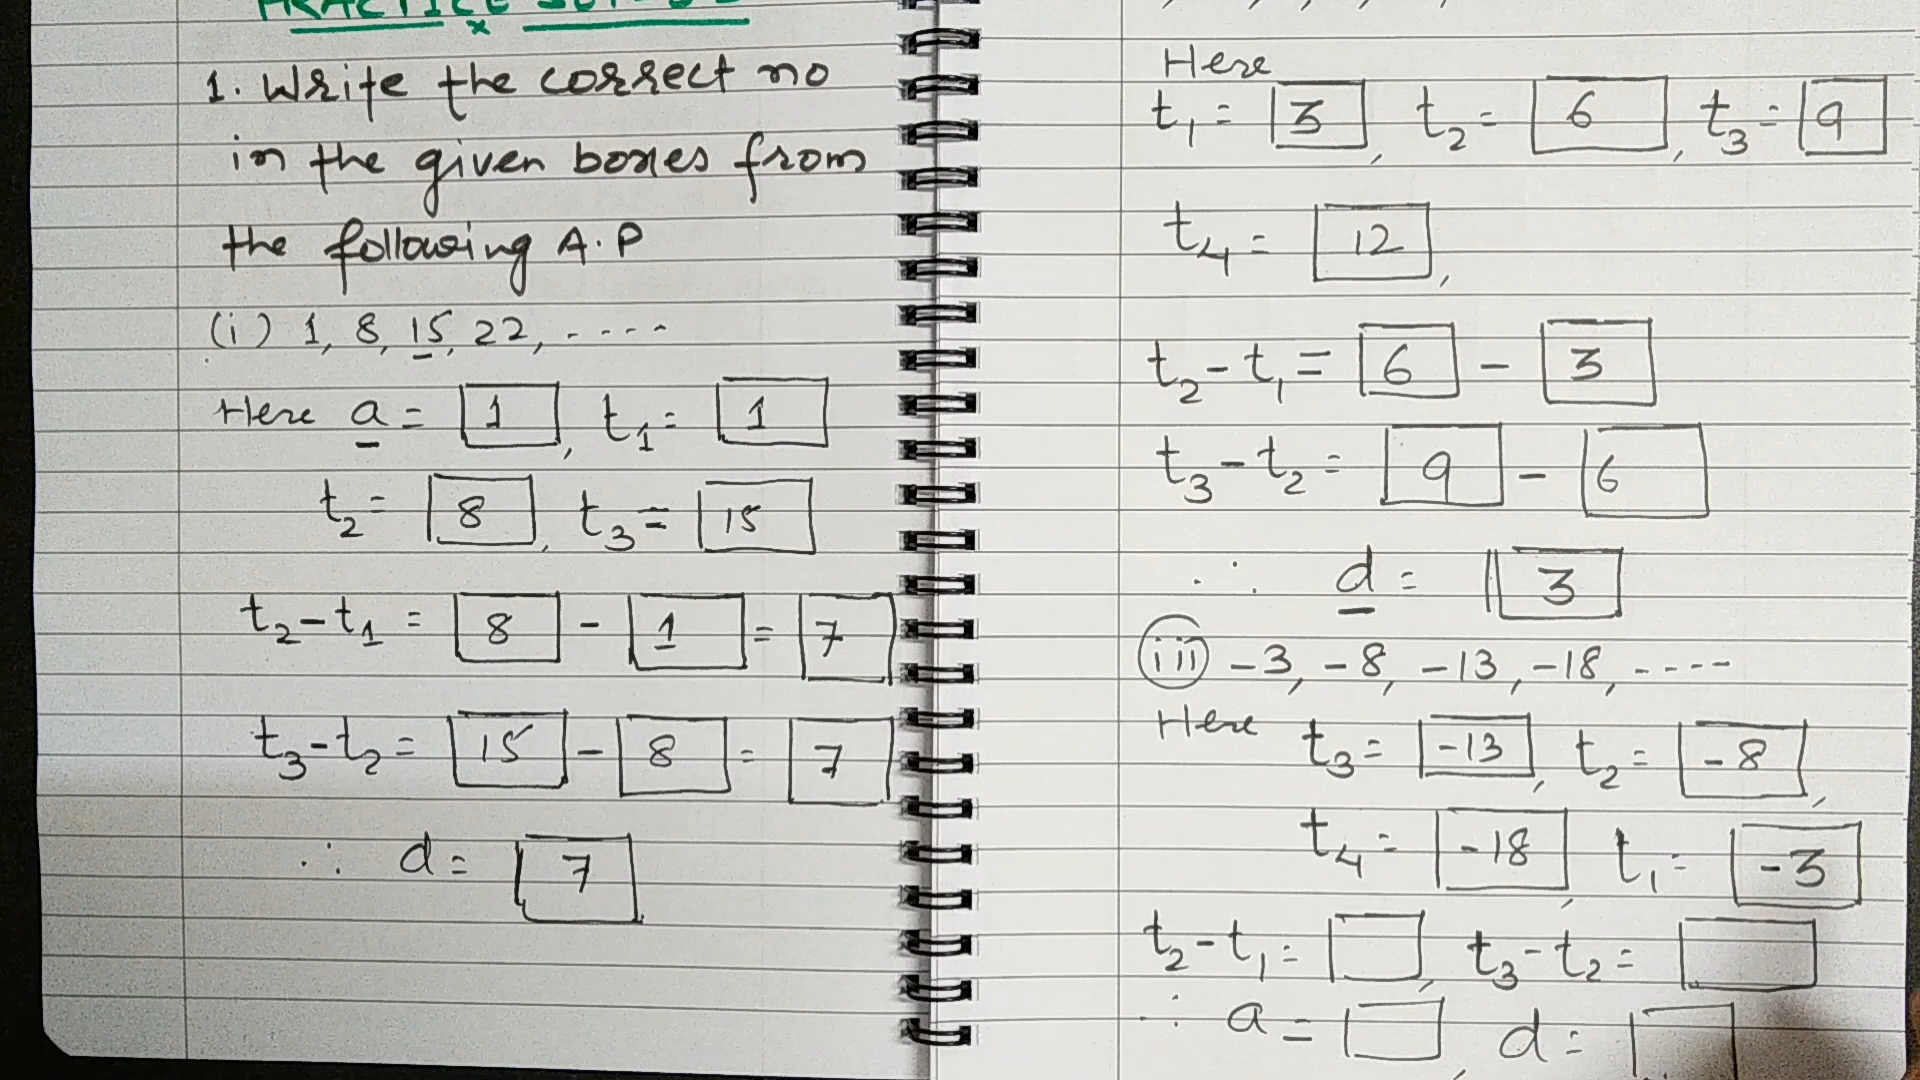 PRACTICE
1. Write the correct no
in the given boxes from
the following A.P
(i) 1, 8, 15, 22, ....
Here a = 1, t₁ = 1
t₂ = 8, t₃ = 15
t₂ - t₁ = 8 - 1 = 7
t₃ - t₂ = 15 - 8 = 7
∴ d = 7
Here
t₁ = 3, t₂ = 6, t₃ = 9
t₄ = 12,
t₂ - t₁ = 6 - 3
t₃ - t₂ = 9 - 6
∴ d = 3
(iii) -3, -8, -13, -18, ....
Here t₃ = -13, t₂ = -8,
t₄ = -18, t₁ = -3
t₂ - t₁ = , t₃ - t₂ =
∴ a = , d =